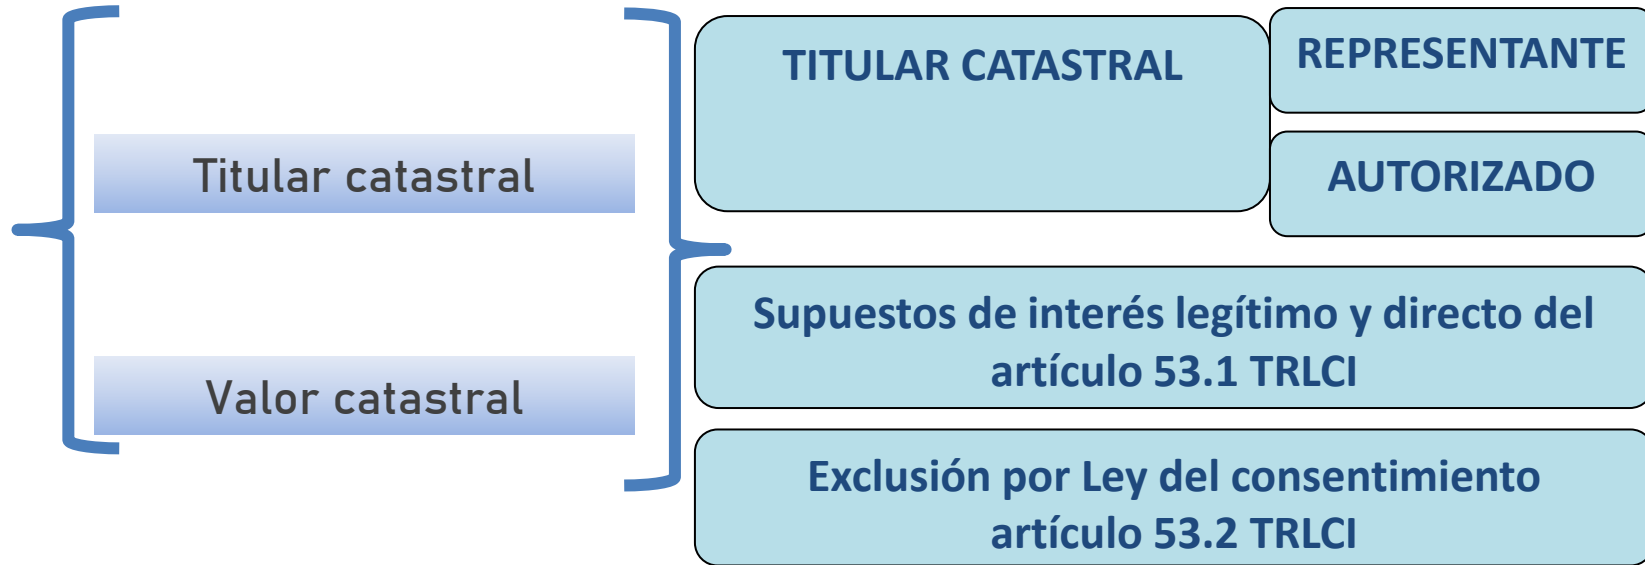 Titular catastral
Valor catastral
TITULAR CATASTRAL
REPRESENTANTE
AUTORIZADO
Supuestos de interés legítimo y directo del
artículo 53.1 TRLCI
Exclusión por Ley del consentimiento
artículo 53.2 TRLCI